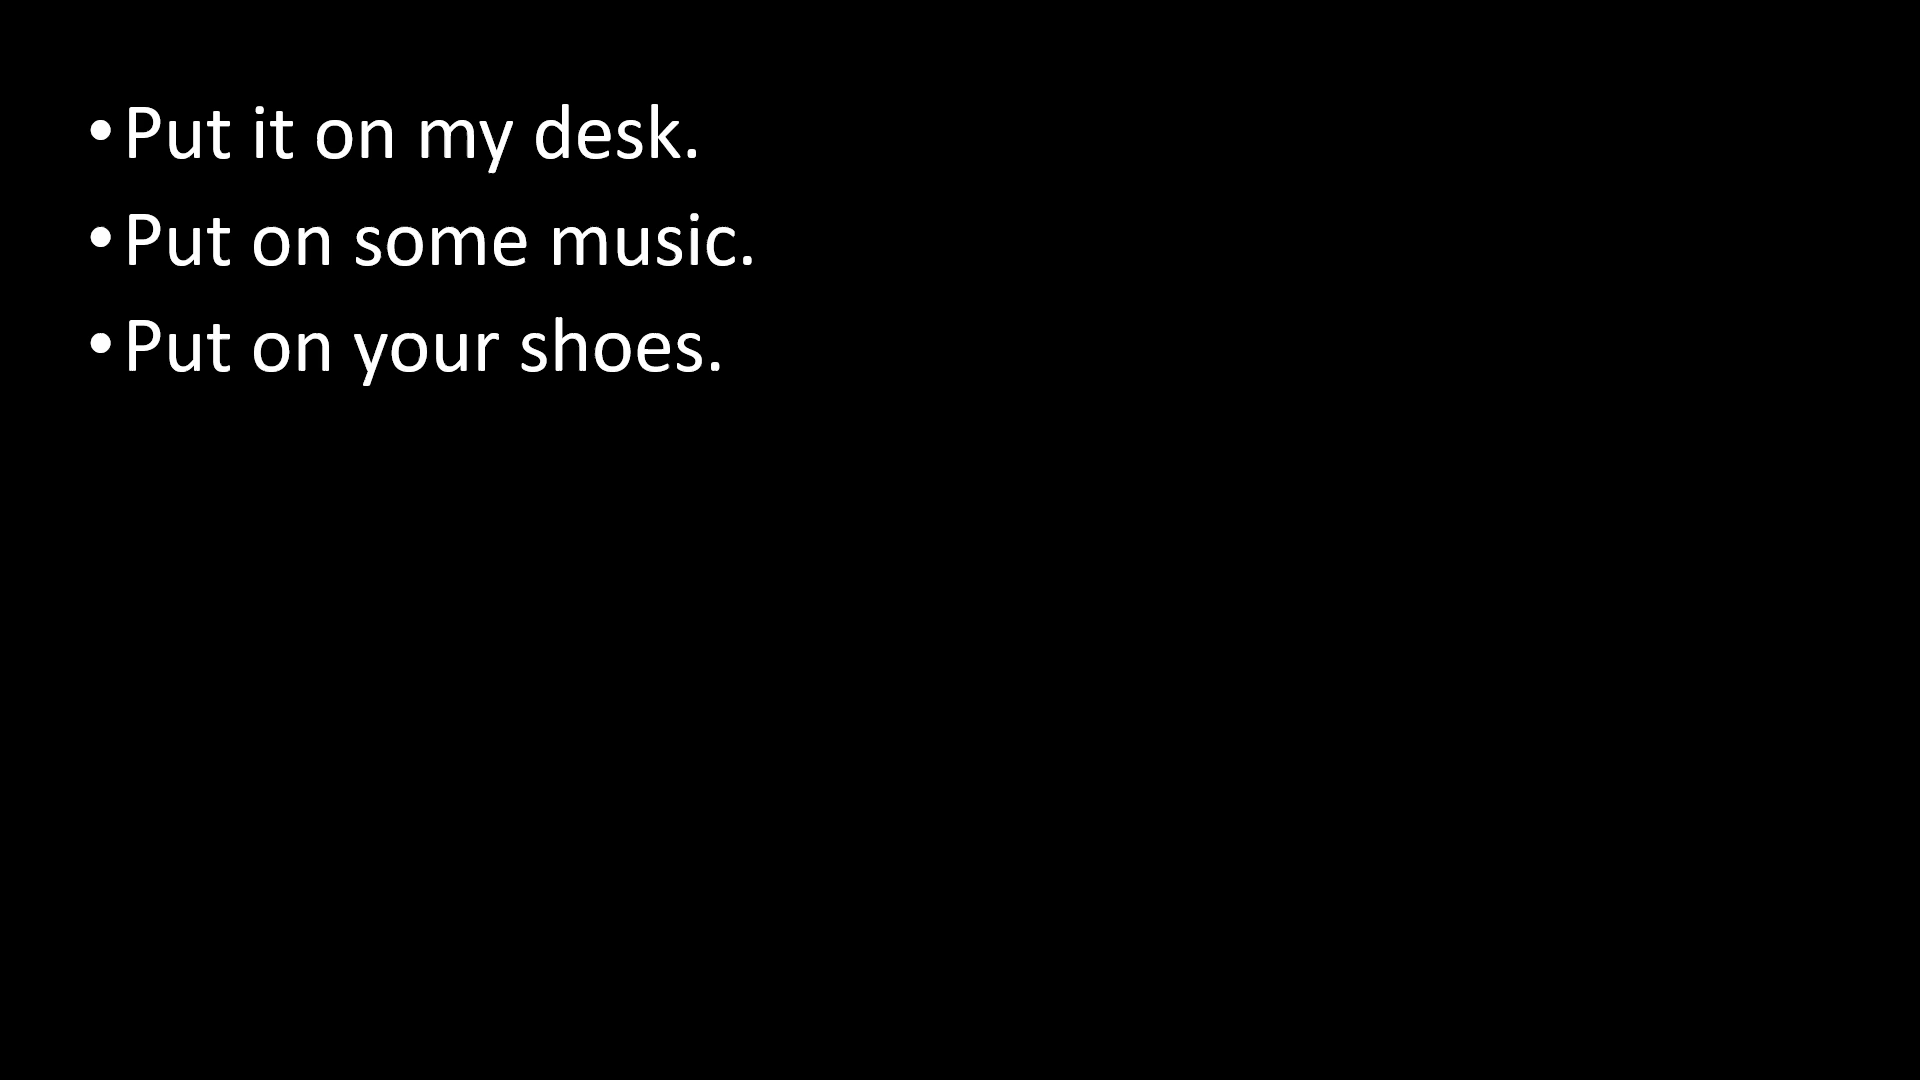 •Put it on my desk.
•Put on some music.
•Put on your shoes.